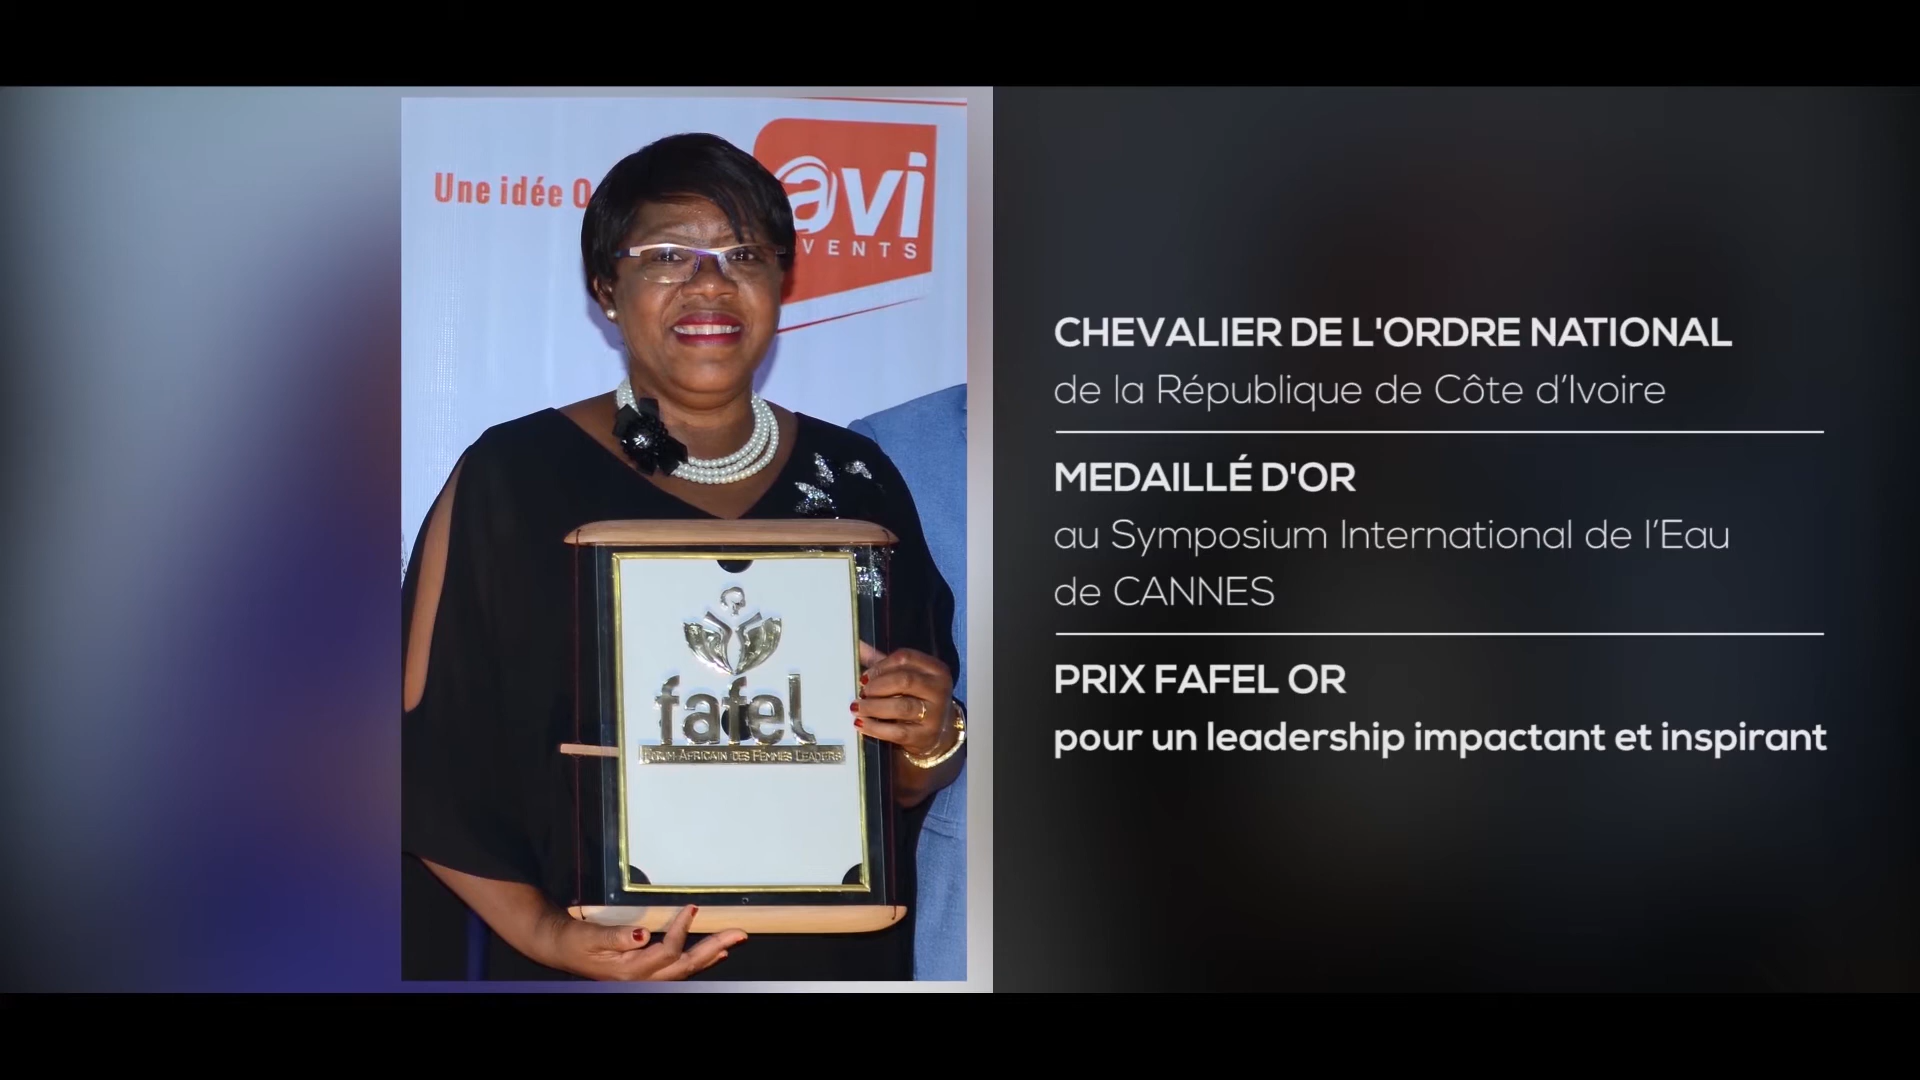 Une idée
avi
VENTS
fafel
FORUM AFRICAIN DES FEMMES LEADERS
CHEVALIER DE L'ORDRE NATIONAL
de la République de Côte d’Ivoire
MEDAILLÉ D'OR
au Symposium International de l’Eau
de CANNES
PRIX FAFEL OR
pour un leadership impactant et inspirant